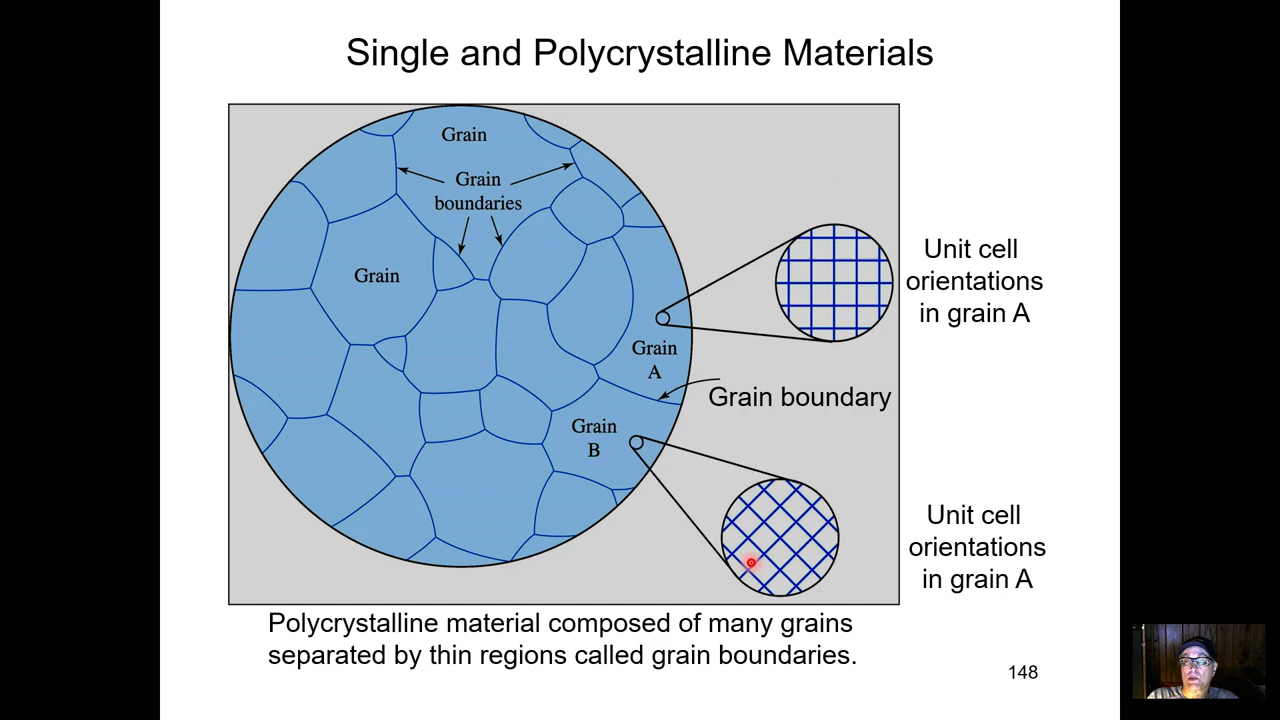 Single and Polycrystalline Materials
Grain
Grain
boundaries
Grain
Unit cell
orientations
in grain A
Grain
A
Grain boundary
Grain
B
Unit cell
orientations
in grain A
Polycrystalline material composed of many grains
separated by thin regions called grain boundaries.
148